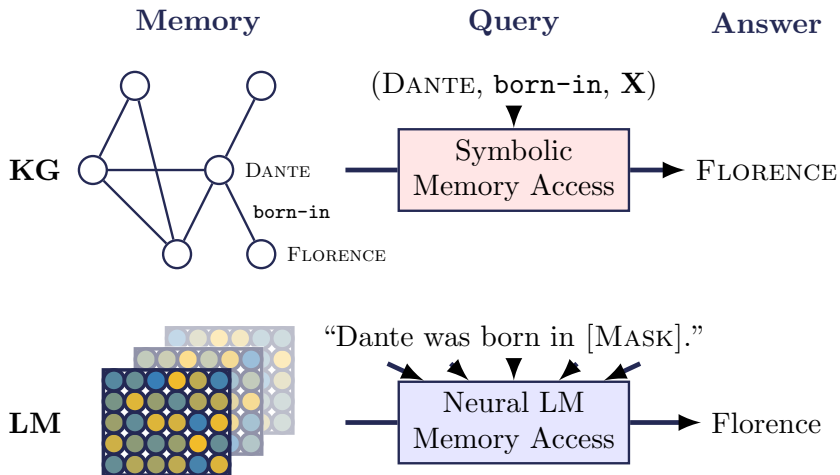 Memory Query Answer
(DANTE, born-in, X)
KG DANTE Symbolic
Memory Access FLORENCE
born-in
FLORENCE
“Dante was born in [MASK].”
LM Neural LM
Memory Access Florence